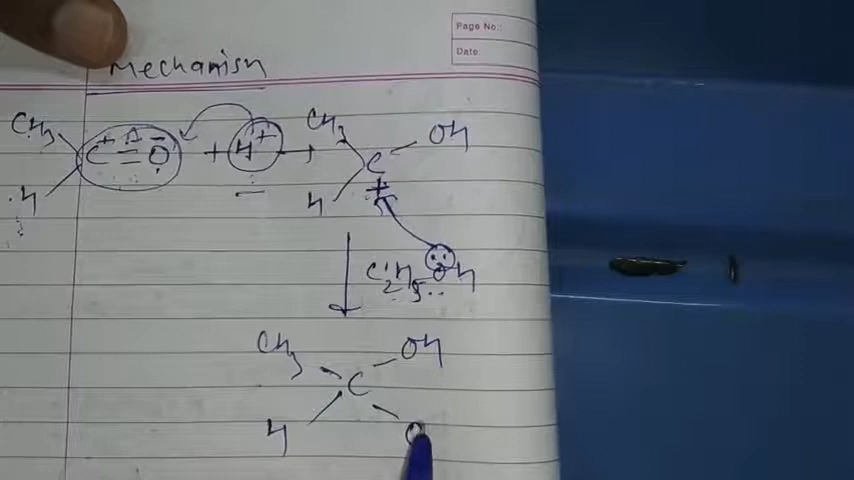 Page No.:
Date:
Mechanism
CH3 C+ = O- + H+ → CH3 C OH
H H +
C2H5OH
CH3 OH
C
H O